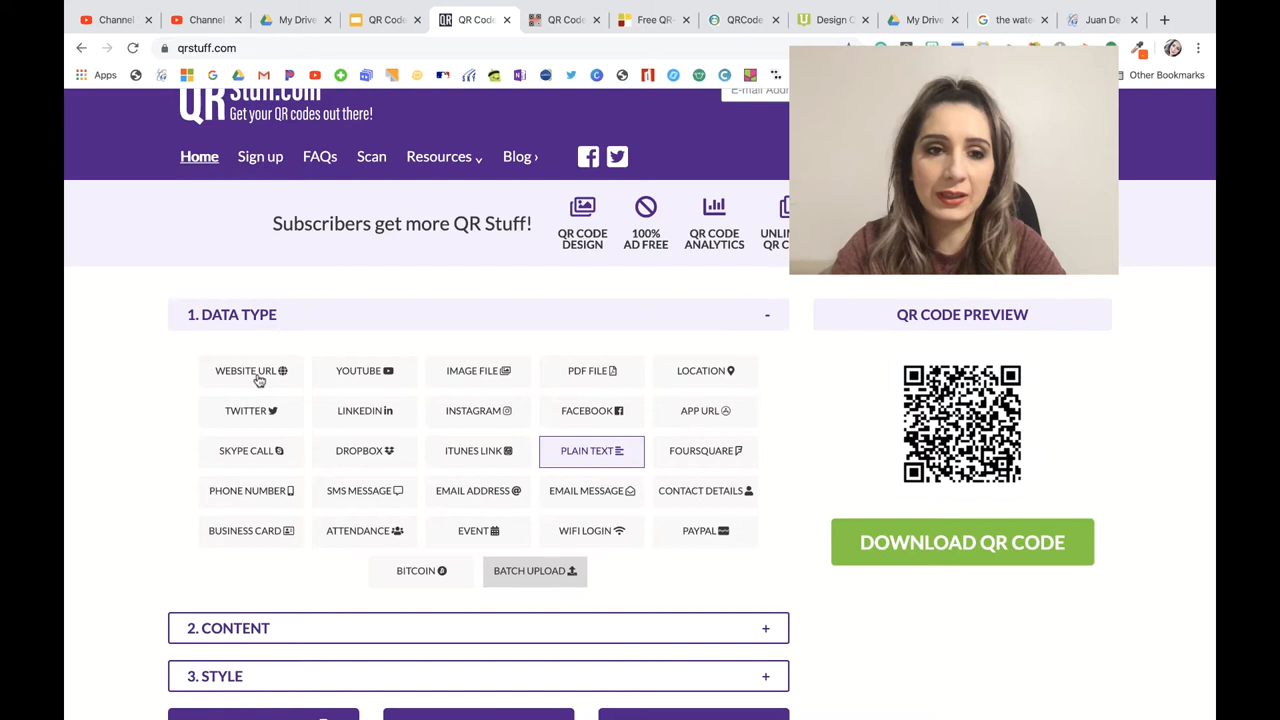 Channel
Channel
My Drive
QR Code
QR Code
QR Code
Free QR-
QRCode
Design Q
My Drive
the wate
Juan De
qrstuff.com
Apps
Other Bookmarks
QR Stuff.com
Get your QR codes out there!
E-mail Addr
Home Sign up FAQs Scan Resources Blog ›
Subscribers get more QR Stuff!
QR CODE DESIGN
100% AD FREE
QR CODE ANALYTICS
1. DATA TYPE -
WEBSITE URL YOUTUBE IMAGE FILE PDF FILE LOCATION
TWITTER LINKEDIN INSTAGRAM FACEBOOK APP URL
SKYPE CALL DROPBOX ITUNES LINK PLAIN TEXT FOURSQUARE
PHONE NUMBER SMS MESSAGE EMAIL ADDRESS EMAIL MESSAGE CONTACT DETAILS
BUSINESS CARD ATTENDANCE EVENT WIFI LOGIN PAYPAL
BITCOIN BATCH UPLOAD
2. CONTENT +
3. STYLE +
QR CODE PREVIEW
DOWNLOAD QR CODE